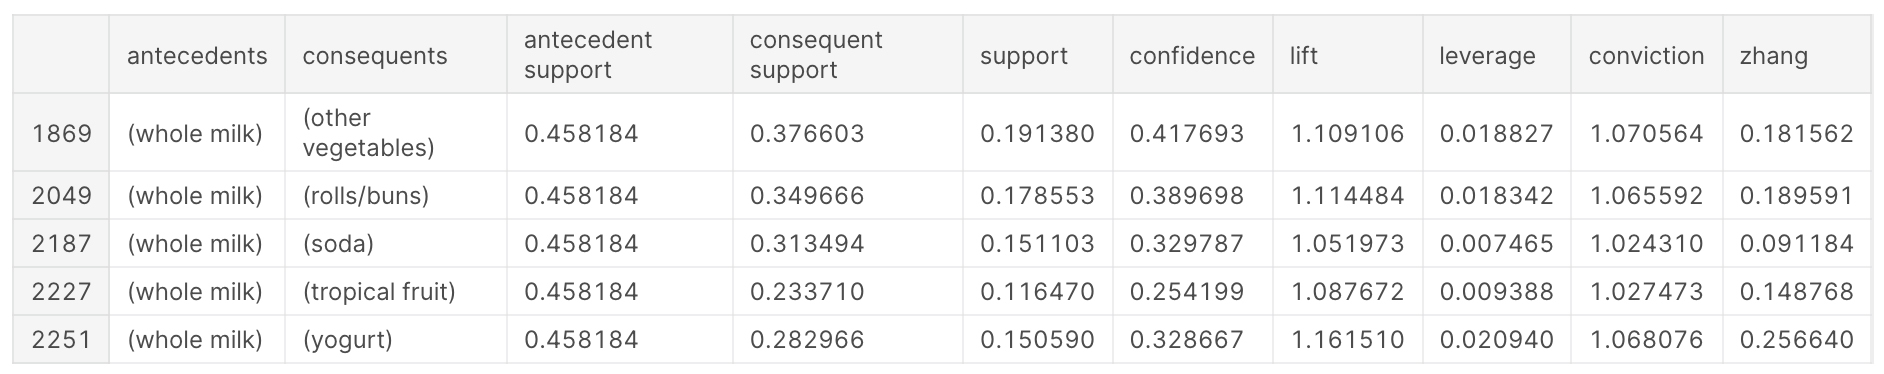 antecedents consequents antecedent support consequent support support confidence lift leverage conviction zhang
1869 (whole milk) (other vegetables) 0.458184 0.376603 0.191380 0.417693 1.109106 0.018827 1.070564 0.181562
2049 (whole milk) (rolls/buns) 0.458184 0.349666 0.178553 0.389698 1.114484 0.018342 1.065592 0.189591
2187 (whole milk) (soda) 0.458184 0.313494 0.151103 0.329787 1.051973 0.007465 1.024310 0.091184
2227 (whole milk) (tropical fruit) 0.458184 0.233710 0.116470 0.254199 1.087672 0.009388 1.027473 0.148768
2251 (whole milk) (yogurt) 0.458184 0.282966 0.150590 0.328667 1.161510 0.020940 1.068076 0.256640